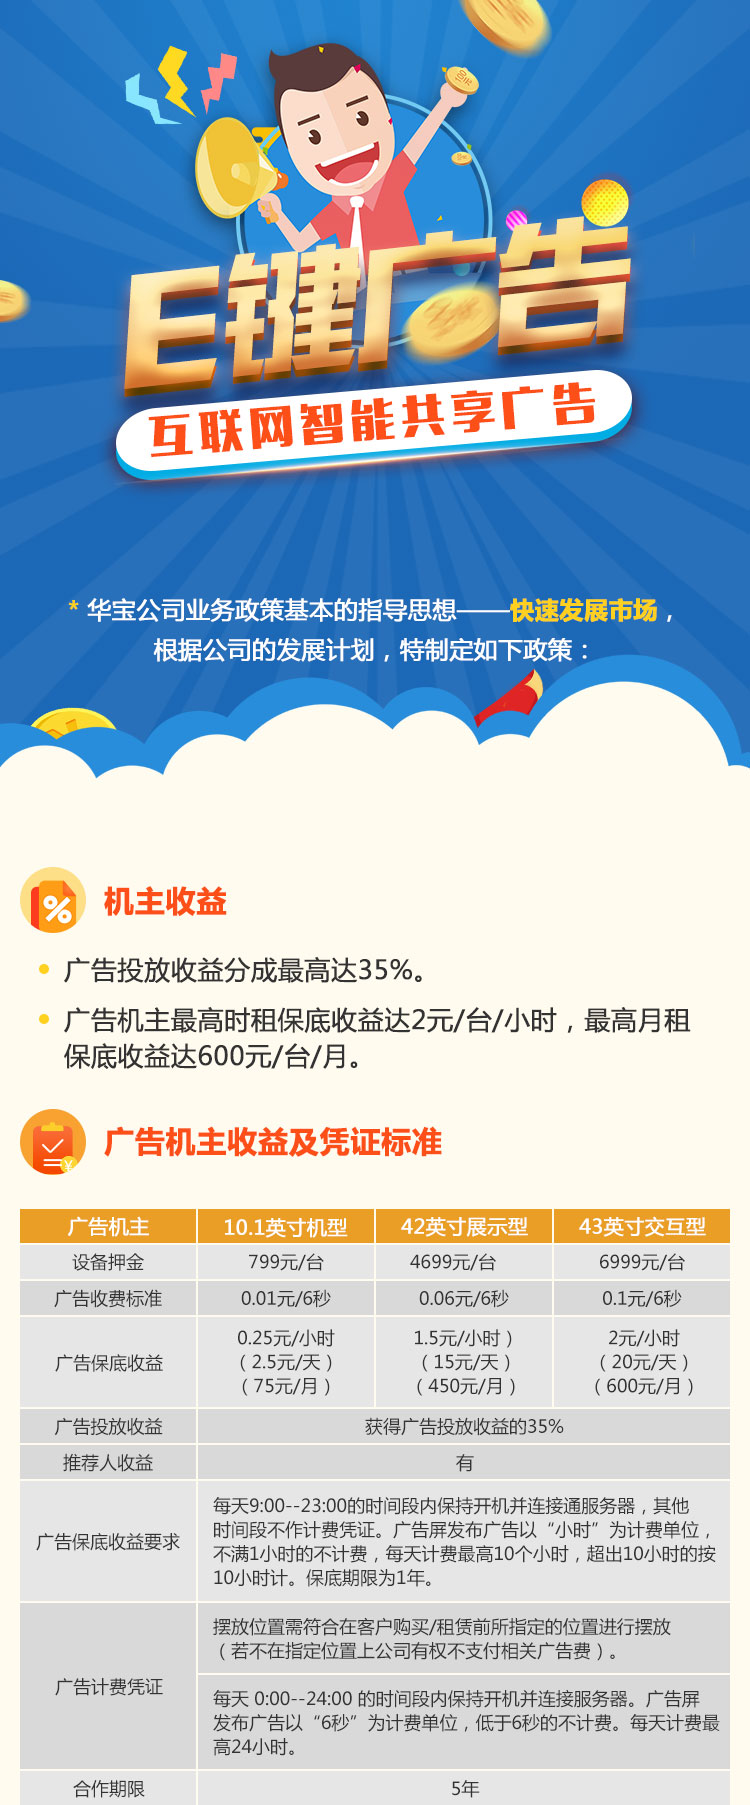 E键广告
互联网智能共享广告
* 华宝公司业务政策基本的指导思想——快速发展市场，
根据公司的发展计划，特制定如下政策：
机主收益
广告投放收益分成最高达35%。
广告机主最高时租保底收益达2元/台/小时，最高月租
保底收益达600元/台/月。
广告机主收益及凭证标准
广告机主 10.1英寸机型 42英寸展示型 43英寸交互型
设备押金 799元/台 4699元/台 6999元/台
广告收费标准 0.01元/6秒 0.06元/6秒 0.1元/6秒
广告保底收益
0.25元/小时 1.5元/小时） 2元/小时
（2.5元/天） （15元/天） （20元/天）
（75元/月） （450元/月） （600元/月）
广告投放收益 获得广告投放收益的35%
推荐人收益 有
广告保底收益要求
每天9:00--23:00的时间段内保持开机并连接通服务器，其他
时间段不作计费凭证。广告屏发布广告以“小时”为计费单位，
不满1小时的不计费，每天计费最高10个小时，超出10小时的按
10小时计。保底期限为1年。
广告计费凭证
摆放位置需符合在客户购买/租赁前所指定的位置进行摆放
（若不在指定位置上公司有权不支付相关广告费）。
每天 0:00--24:00 的时间段内保持开机并连接服务器。广告屏
发布广告以“6秒”为计费单位，低于6秒的不计费。每天计费最
高24小时。
合作期限 5年